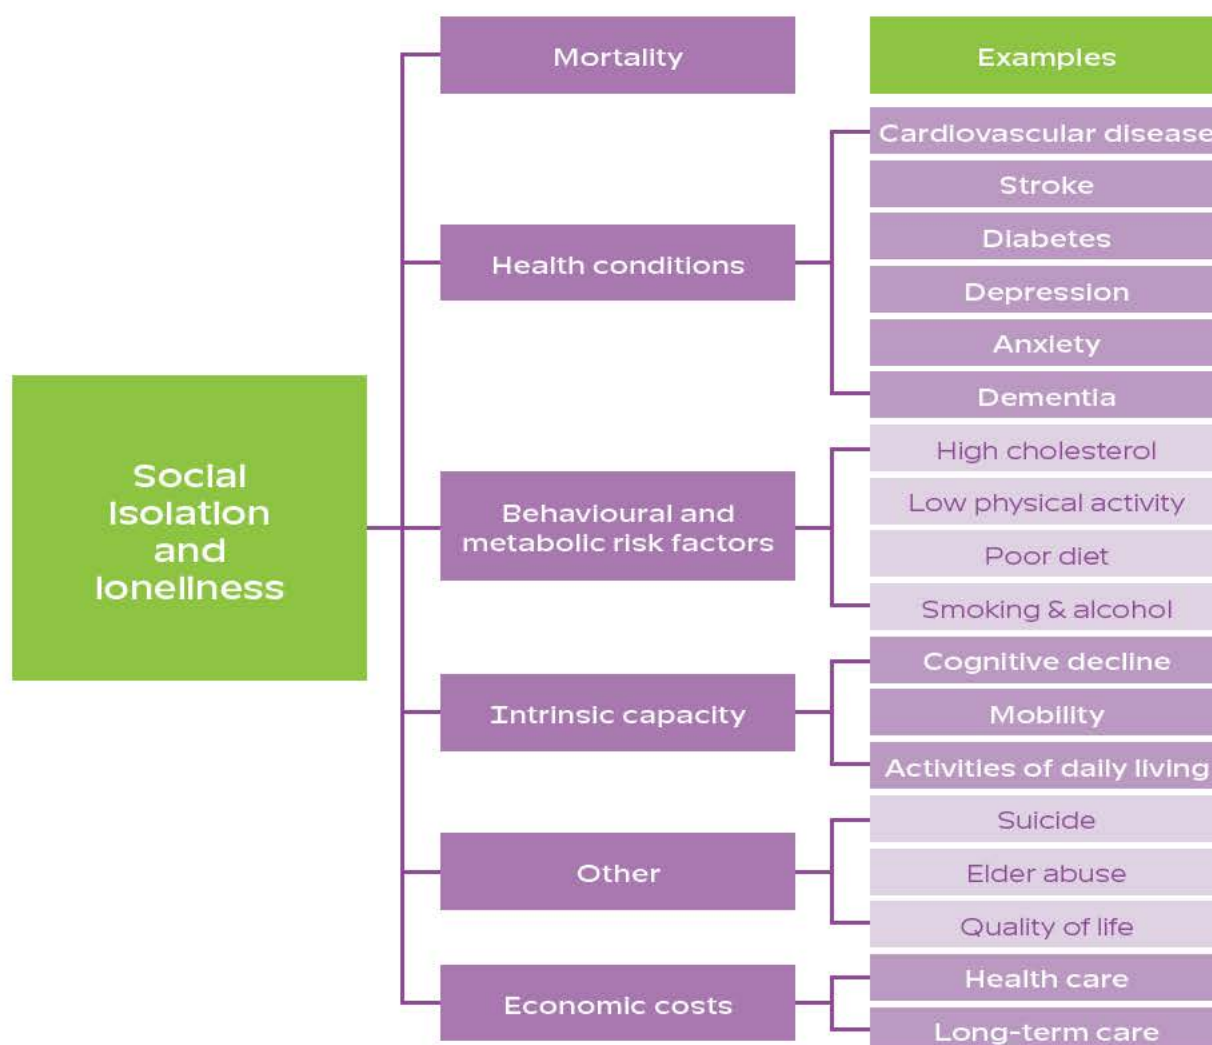 Social
isolation
and
loneliness
Mortality
Health conditions
Behavioural and
metabolic risk factors
Intrinsic capacity
Other
Economic costs
Examples
Cardiovascular disease
Stroke
Diabetes
Depression
Anxiety
Dementia
High cholesterol
Low physical activity
Poor diet
Smoking & alcohol
Cognitive decline
Mobility
Activities of daily living
Suicide
Elder abuse
Quality of life
Health care
Long-term care